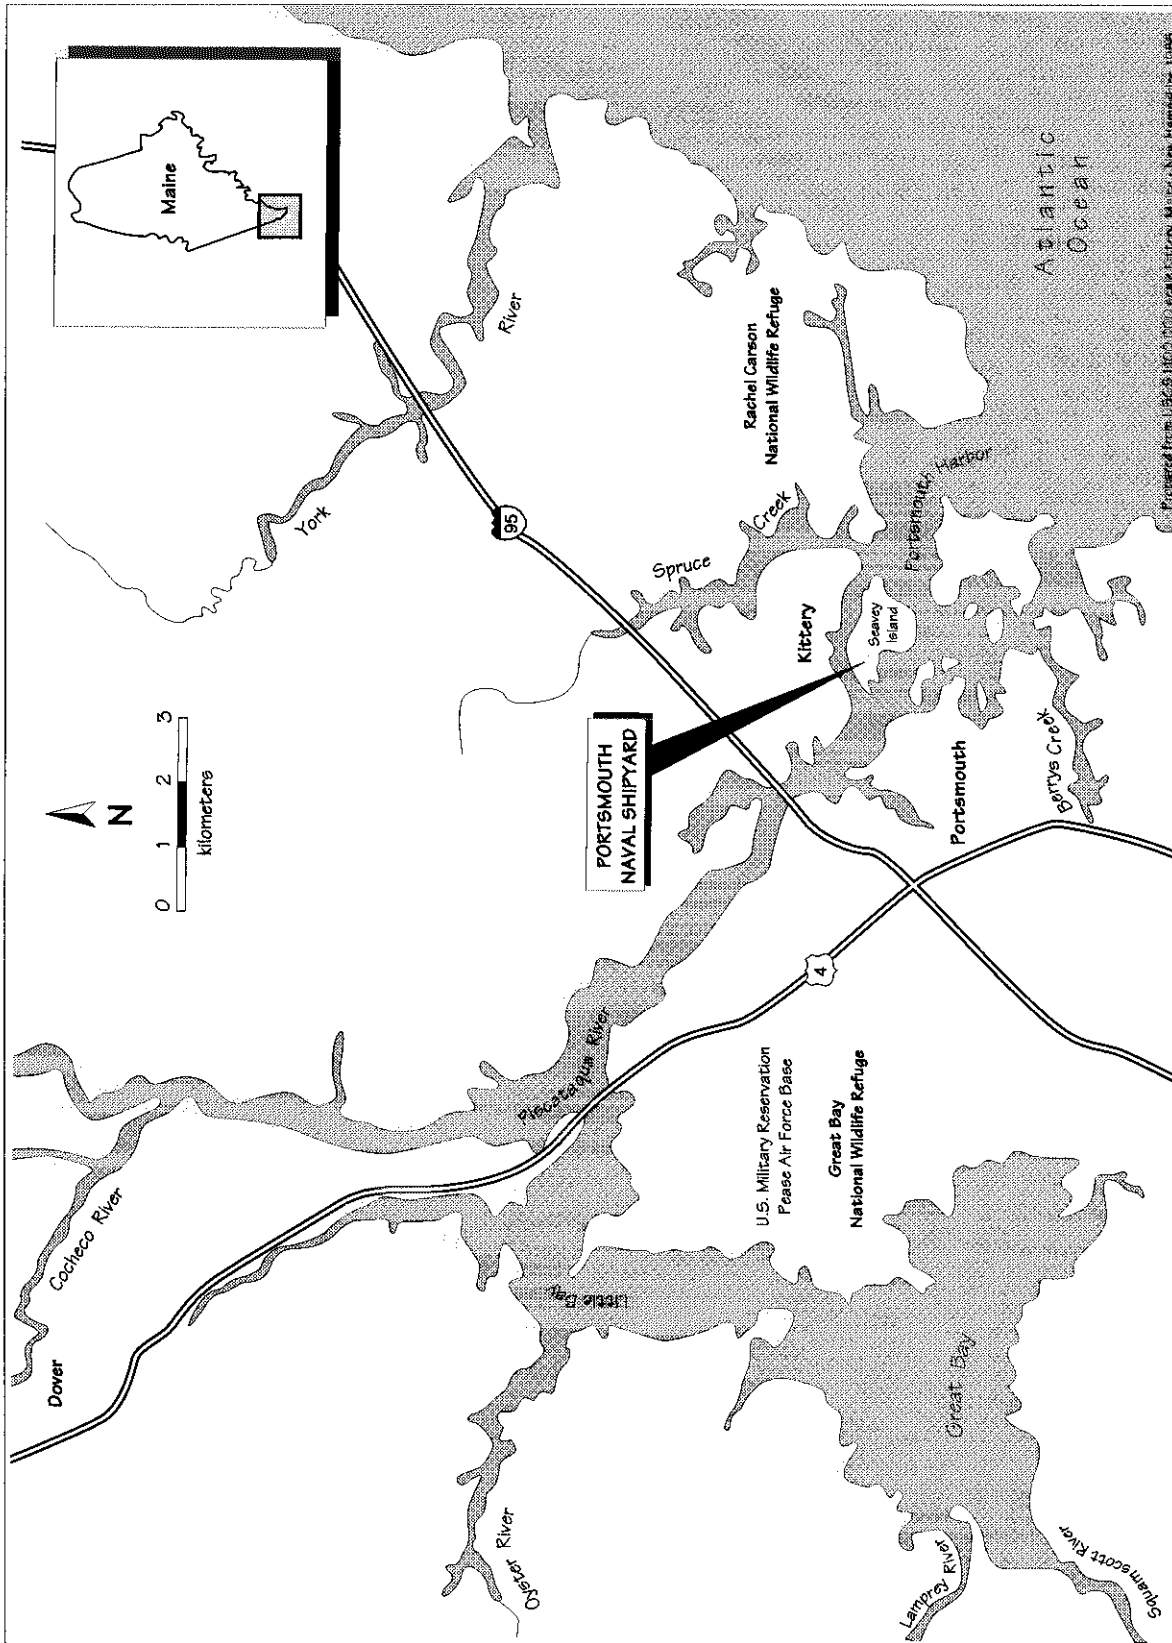 Maine
York
River
95
Spruce
Creek
Rachel Carson
National Wildlife Refuge
Atlantic
Ocean
N
0 1 2 3
kilometers
PORTSMOUTH
NAVAL SHIPYARD
Kittery
Seavey
Island
Portsmouth Harbor
Portsmouth
Berrys Creek
4
Piscataqua River
U.S. Military Reservation
Pease Air Force Base
Great Bay
National Wildlife Refuge
Cocheco River
Dover
Little Bay
Oyster River
Great Bay
Lamprey River
Squamscott River